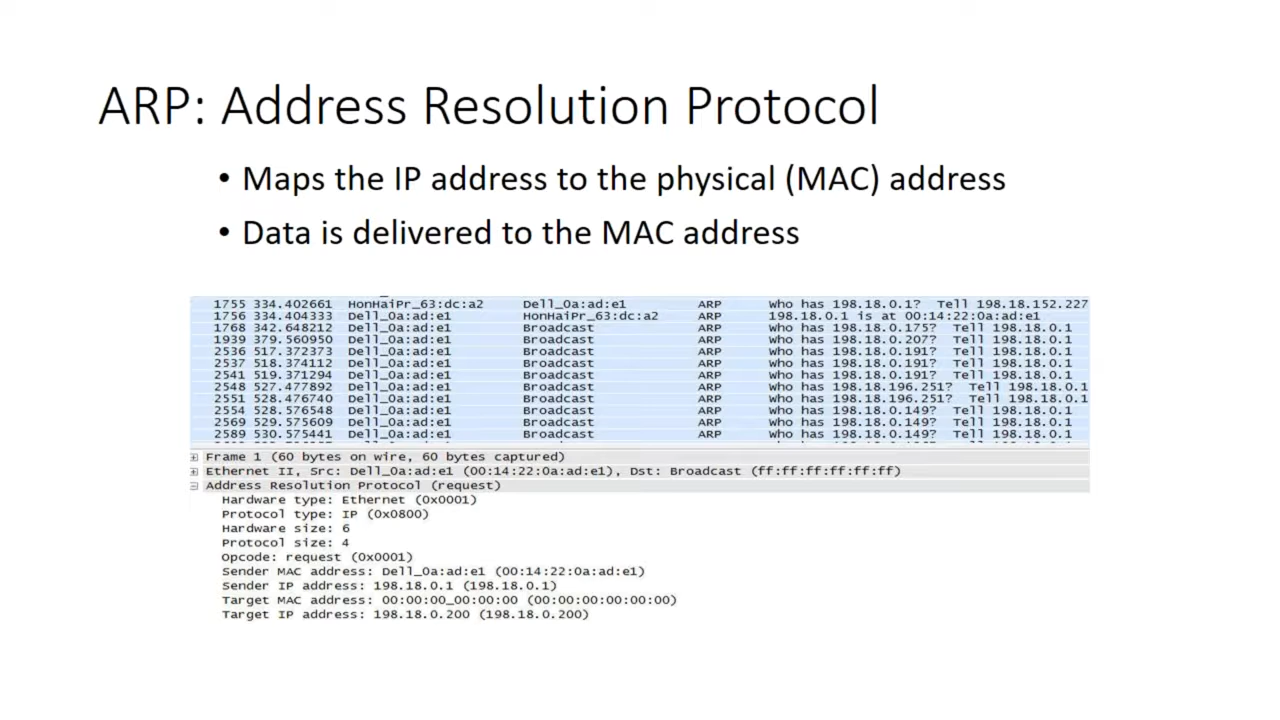 ARP: Address Resolution Protocol
• Maps the IP address to the physical (MAC) address
• Data is delivered to the MAC address
1755 334.402661 HonHaiPr_63:dc:a2 Dell_0a:ad:e1 ARP Who has 198.18.0.1? Tell 198.18.152.227
1756 334.404333 Dell_0a:ad:e1 HonHaiPr_63:dc:a2 ARP 198.18.0.1 is at 00:14:22:0a:ad:e1
1768 342.648212 Dell_0a:ad:e1 Broadcast ARP Who has 198.18.0.175? Tell 198.18.0.1
1939 379.560950 Dell_0a:ad:e1 Broadcast ARP Who has 198.18.0.207? Tell 198.18.0.1
2536 517.372373 Dell_0a:ad:e1 Broadcast ARP Who has 198.18.0.191? Tell 198.18.0.1
2537 518.374112 Dell_0a:ad:e1 Broadcast ARP Who has 198.18.0.191? Tell 198.18.0.1
2541 519.371294 Dell_0a:ad:e1 Broadcast ARP Who has 198.18.0.191? Tell 198.18.0.1
2548 527.477892 Dell_0a:ad:e1 Broadcast ARP Who has 198.18.196.251? Tell 198.18.0.1
2551 528.476740 Dell_0a:ad:e1 Broadcast ARP Who has 198.18.196.251? Tell 198.18.0.1
2554 528.576548 Dell_0a:ad:e1 Broadcast ARP Who has 198.18.0.149? Tell 198.18.0.1
2569 529.575609 Dell_0a:ad:e1 Broadcast ARP Who has 198.18.0.149? Tell 198.18.0.1
2589 530.575441 Dell_0a:ad:e1 Broadcast ARP Who has 198.18.0.149? Tell 198.18.0.1
Frame 1 (60 bytes on wire, 60 bytes captured)
Ethernet II, Src: Dell_0a:ad:e1 (00:14:22:0a:ad:e1), Dst: Broadcast (ff:ff:ff:ff:ff:ff)
Address Resolution Protocol (request)
Hardware type: Ethernet (0x0001)
Protocol type: IP (0x0800)
Hardware size: 6
Protocol size: 4
Opcode: request (0x0001)
Sender MAC address: Dell_0a:ad:e1 (00:14:22:0a:ad:e1)
Sender IP address: 198.18.0.1 (198.18.0.1)
Target MAC address: 00:00:00_00:00:00 (00:00:00:00:00:00)
Target IP address: 198.18.0.200 (198.18.0.200)